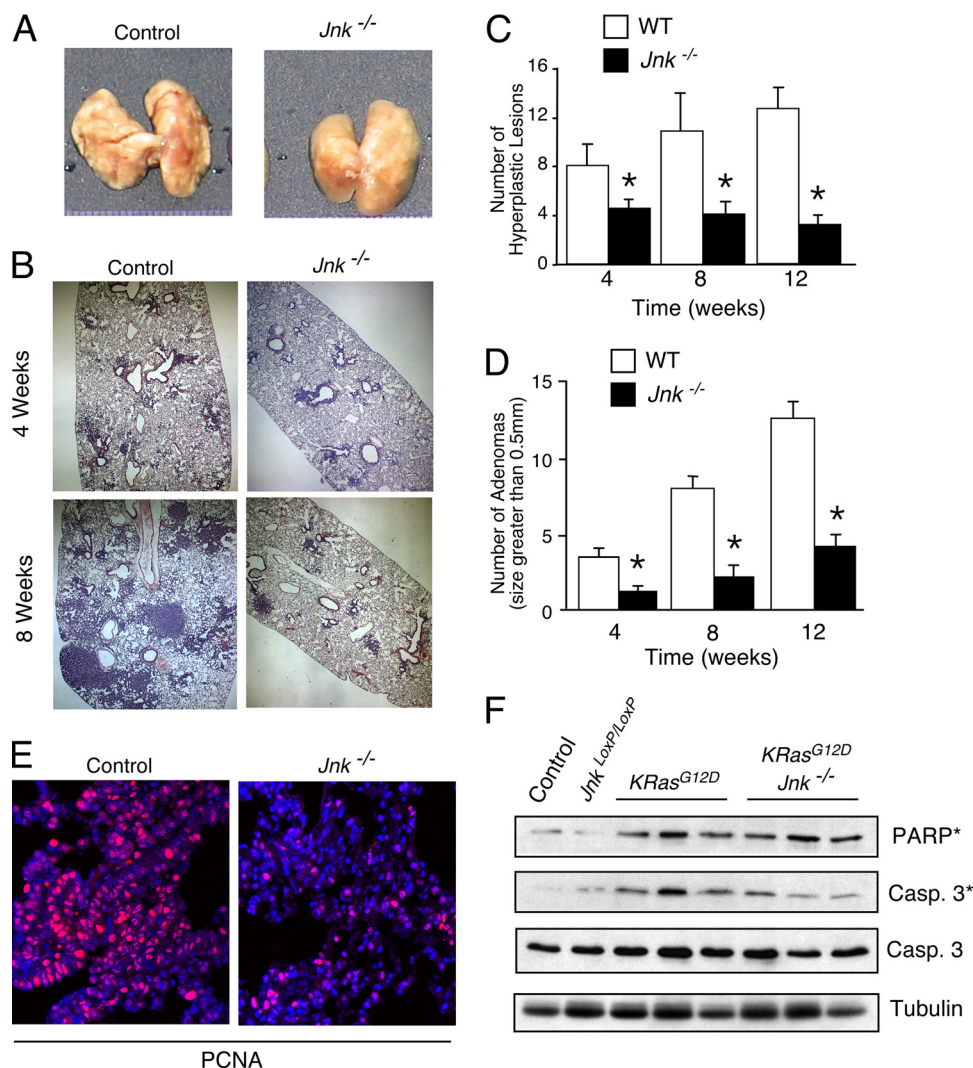 A
Control
Jnk -/-
B
Control
Jnk -/-
4 Weeks
8 Weeks
C
WT
Jnk -/-
Number of
Hyperplastic Lesions
16
12
8
4
0
* * *
4 8 12
Time (weeks)
D
WT
Jnk -/-
Number of Adenomas
(size greater than 0.5mm)
15
10
5
0
* * *
4 8 12
Time (weeks)
E
Control
Jnk -/-
PCNA
F
Control
Jnk LoxP/LoxP
KRasG12D
KRasG12D
Jnk -/-
PARP*
Casp. 3*
Casp. 3
Tubulin